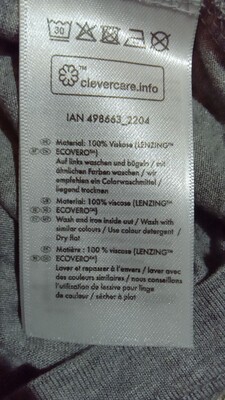 30
clevercare.info™
IAN 498663_2204
Material: 100% Viskose (LENZING™
ECOVERO™)
Auf links waschen und bügeln / mit
ähnlichen Farben waschen / wir
empfehlen ein Colorwaschmittel /
liegend trocknen
Material: 100% viscose (LENZING™
ECOVERO™)
Wash and iron inside out / Wash with
similar colours / Use colour detergent /
Dry flat
Matière : 100 % viscose (LENZING™
ECOVERO™)
Laver et repasser à l'envers / laver avec
des couleurs similaires / nous conseillons
l'utilisation de lessive pour linge
de couleur / sécher à plat